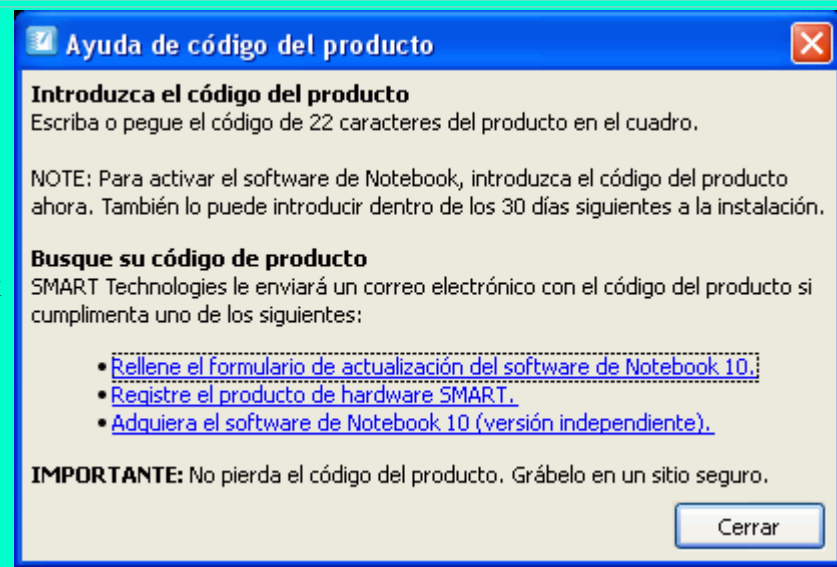 Ayuda de código del producto
Introduzca el código del producto
Escriba o pegue el código de 22 caracteres del producto en el cuadro.
NOTE: Para activar el software de Notebook, introduzca el código del producto
ahora. También lo puede introducir dentro de los 30 días siguientes a la instalación.
Busque su código de producto
SMART Technologies le enviará un correo electrónico con el código del producto si
cumplimenta uno de los siguientes:
• Rellene el formulario de actualización del software de Notebook 10.
• Registre el producto de hardware SMART.
• Adquiera el software de Notebook 10 (versión independiente).
IMPORTANTE: No pierda el código del producto. Grábelo en un sitio seguro.
Cerrar